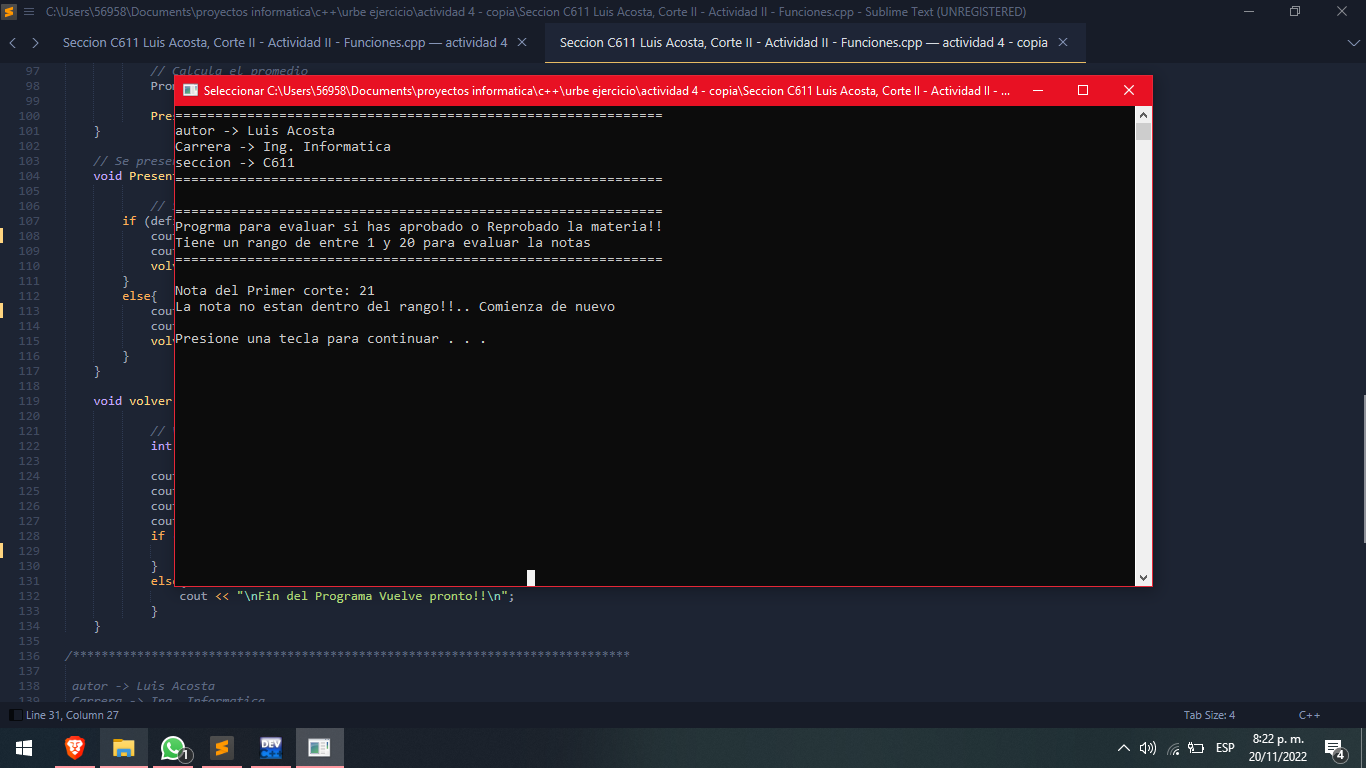 C:\Users\56958\Documents\proyectos informatica\c++\urbe ejercicio\actividad 4 - copia\Seccion C611 Luis Acosta, Corte II - Actividad II - Funciones.cpp - Sublime Text (UNREGISTERED)
Seccion C611 Luis Acosta, Corte II - Actividad II - Funciones.cpp — actividad 4
Seccion C611 Luis Acosta, Corte II - Actividad II - Funciones.cpp — actividad 4 - copia
97 // Calcula el promedio
98 Pro
99
100 Pre
101 }
102
103 // Se prese
104 void Presen
105
106 //
107 if (def
108 cou
109 cou
110 vol
111 }
112 else{
113 cou
114 cou
115 vol
116 }
117 }
118
119 void volver
120
121 //
122 int
123
124 cou
125 cou
126 cou
127 cou
128 if
129
130 }
131 else
132 cout << "\nFin del Programa Vuelve pronto!!\n";
133 }
134 }
135
136 /******************************************************************************
137
138 autor -> Luis Acosta
139 Carrera -> Ing. Informatica
Seleccionar C:\Users\56958\Documents\proyectos informatica\c++\urbe ejercicio\actividad 4 - copia\Seccion C611 Luis Acosta, Corte II - Actividad II - ...
=============================================================
autor -> Luis Acosta
Carrera -> Ing. Informatica
seccion -> C611
=============================================================
=============================================================
Progrma para evaluar si has aprobado o Reprobado la materia!!
Tiene un rango de entre 1 y 20 para evaluar la notas
=============================================================
Nota del Primer corte: 21
La nota no estan dentro del rango!!.. Comienza de nuevo
Presione una tecla para continuar . . .
Line 31, Column 27
Tab Size: 4
C++
1
DEV
ESP
8:22 p. m.
20/11/2022
4